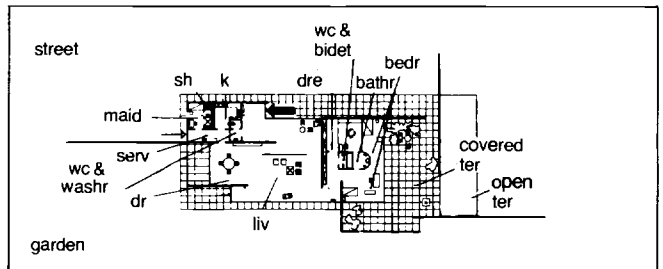 wc &
bidet
street
bedr
sh k dre bathr
maid
serv
covered
ter
wc &
washr
dr
open
ter
liv
garden